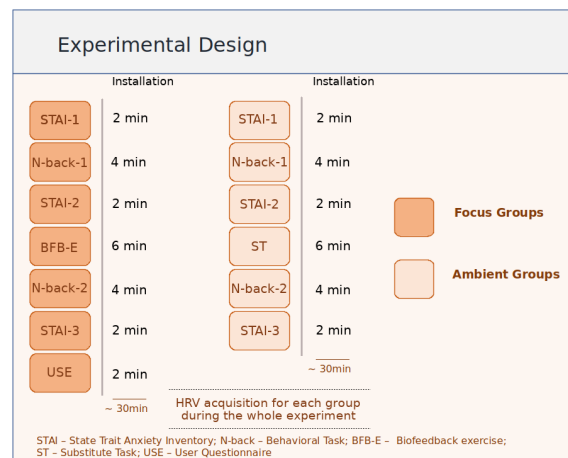 Experimental Design
Installation
STAI-1 2 min
N-back-1 4 min
STAI-2 2 min
BFB-E 6 min
N-back-2 4 min
STAI-3 2 min
USE 2 min
~ 30min
Installation
STAI-1 2 min
N-back-1 4 min
STAI-2 2 min
ST 6 min
N-back-2 4 min
STAI-3 2 min
~ 30min
Focus Groups
Ambient Groups
HRV acquisition for each group
during the whole experiment
STAI – State Trait Anxiety Inventory; N-back – Behavioral Task; BFB-E – Biofeedback exercise;
ST – Substitute Task; USE – User Questionnaire